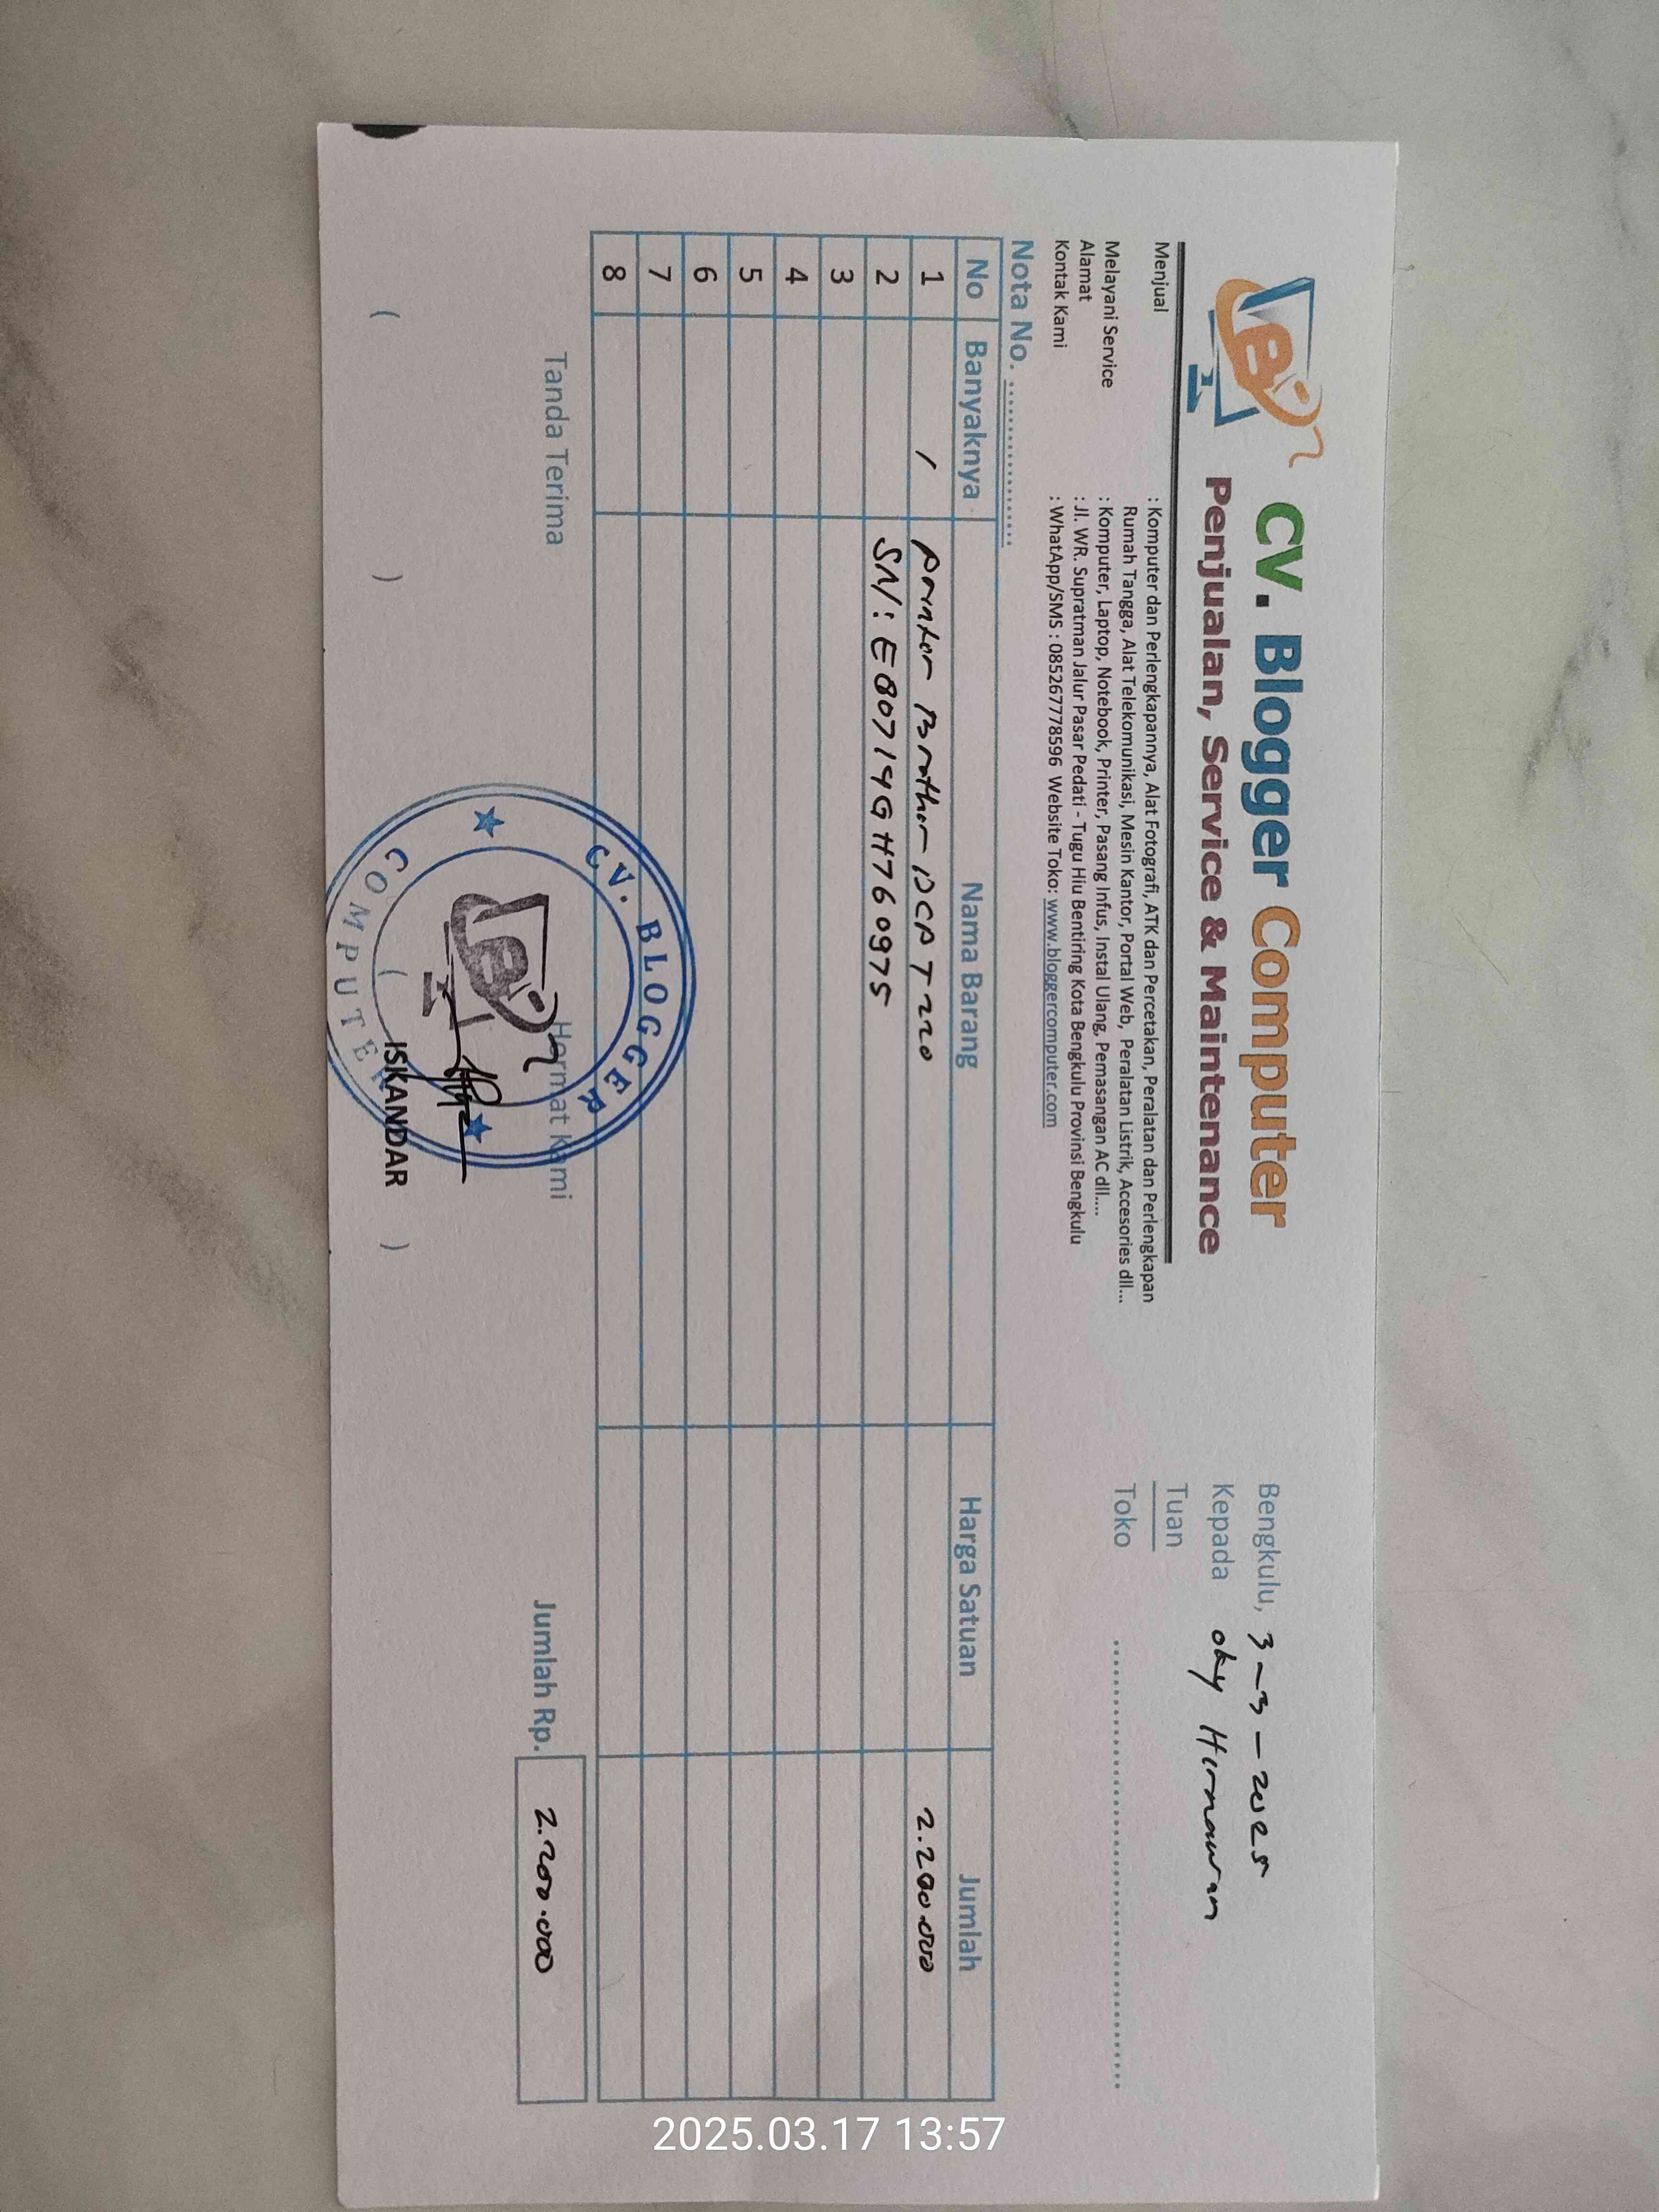 CV. Blogger Computer
Penjualan, Service & Maintenance
Bengkulu, 3-3-2025
Kepada oky Hernawan
Tuan
Toko ........................................
Menjual : Komputer dan Perlengkapannya, Alat Fotografi, ATK dan Percetakan, Peralatan dan Perlengkapan
Rumah Tangga, Alat Telekomunikasi, Mesin Kantor, Portal Web, Peralatan Listrik, Accesories dll...
Melayani Service : Komputer, Laptop, Notebook, Printer, Pasang Infus, Instal Ulang, Pemasangan AC dll....
Alamat : Jl. WR. Supratman Jalur Pasar Pedati - Tugu Hiu Bentiring Kota Bengkulu Provinsi Bengkulu
Kontak Kami : WhatApp/SMS : 085267778596 Website Toko: www.bloggercomputer.com
Nota No. ....................
No Banyaknya Nama Barang Harga Satuan Jumlah
1 1 printer Brother DCP T220 2.200.000
2 SN : E80719GH760975
3
4
5
6
7
8
Tanda Terima Hormat Kami Jumlah Rp. 2.200.000
CV. BLOGGER
COMPUTER
( ) ( ISKANDAR )
2025.03.17 13:57